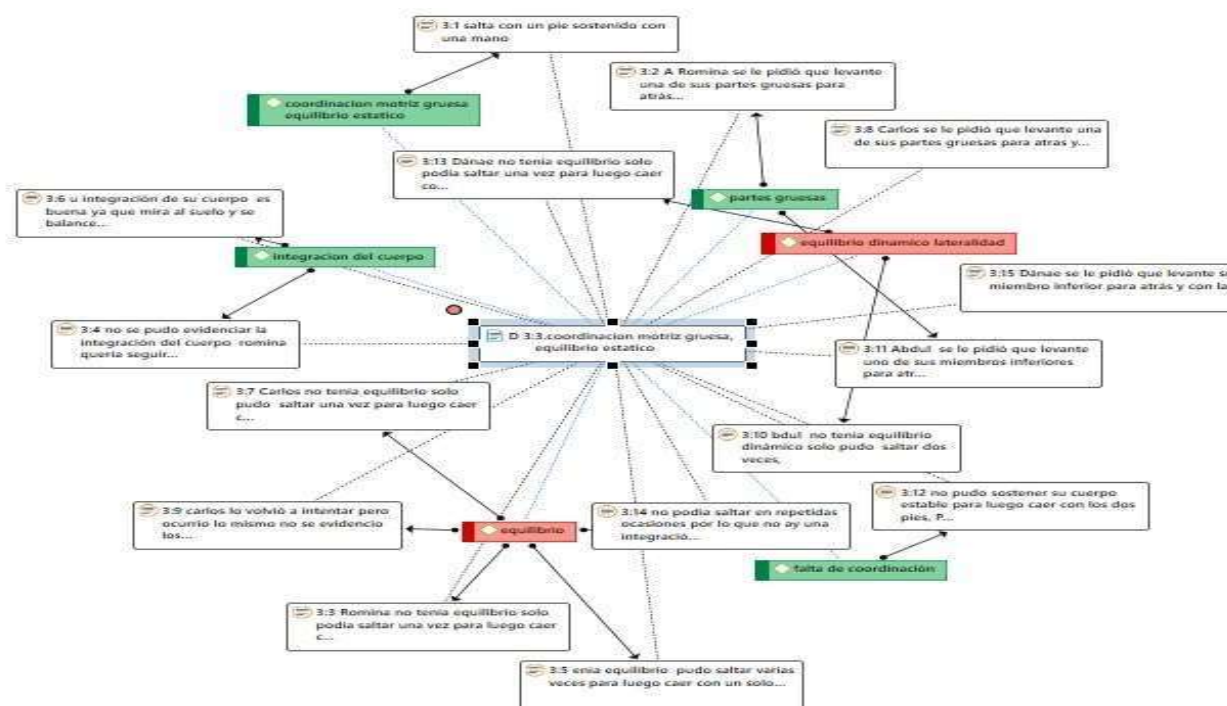 3:1 salta con un pie sostenido con
una mano
3:2 A Romina se le pidió que levante
una de sus partes gruesas para
atrás...
coordinacion motriz gruesa
equilibrio estatico
3:8 Carlos se le pidió que levante una
de sus partes gruesas para atras y...
3:13 Dánae no tenia equilibrio solo
podía saltar una vez para luego caer
co...
partes gruesas
3:6 u integración de su cuerpo es
buena ya que mira al suelo y se
balance...
equilibrio dinamico lateralidad
integracion del cuerpo
3:15 Dánae se le pidió que levante s
miembro inferior para atrás y con la
3:4 no se pudo evidenciar la
integración del cuerpo romina
quería seguir...
D 3:3.coordinacion motriz gruesa,
equilibrio estatico
3:11 Abdul se le pidió que levante
uno de sus miembros inferiores
para atr...
3:7 Carlos no tenia equilibrio solo
pudo saltar una vez para luego caer
c...
3:10 bdul no tenia equilibrio
dinámico solo pudo saltar dos
veces,
3:12 no pudo sostener su cuerpo
estable para luego caer con los dos
pies, P...
3:9 carlos lo volvió a intentar pero
ocurrio lo mismo no se evidencio
los...
equilibrio
3:14 no podia saltar en repetidas
ocasiones por lo que no ay una
integració...
falta de coordinación
3:3 Romina no tenia equilibrio solo
podia saltar una vez para luego caer
c...
3:5 enia equilibrio pudo saltar varias
veces para luego caer con un solo...